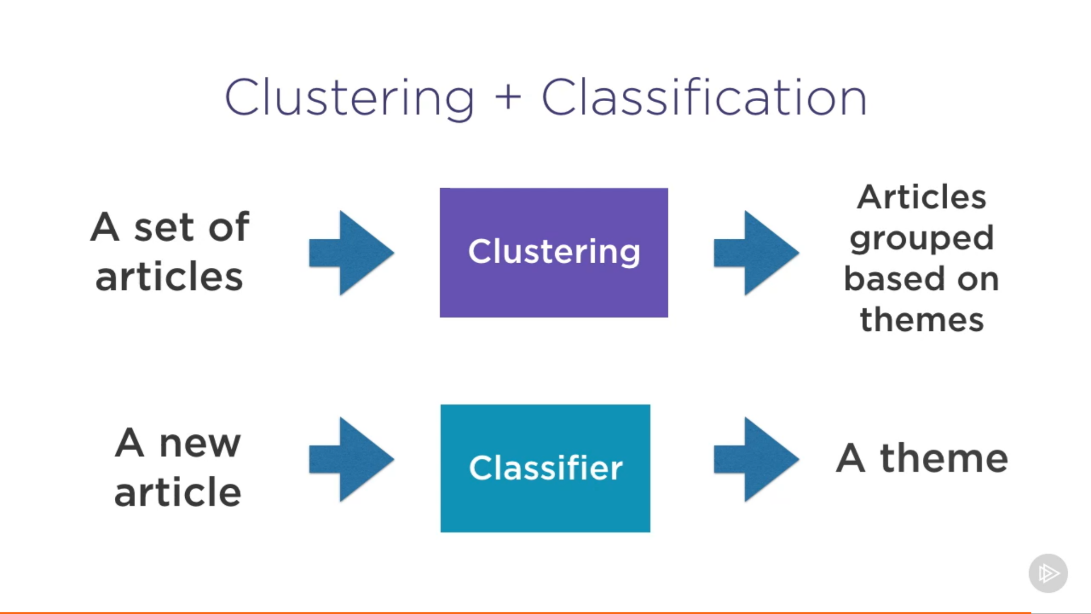 Clustering + Classification
A set of
articles
Clustering
Articles
grouped
based on
themes
A new
article
Classifier
A theme